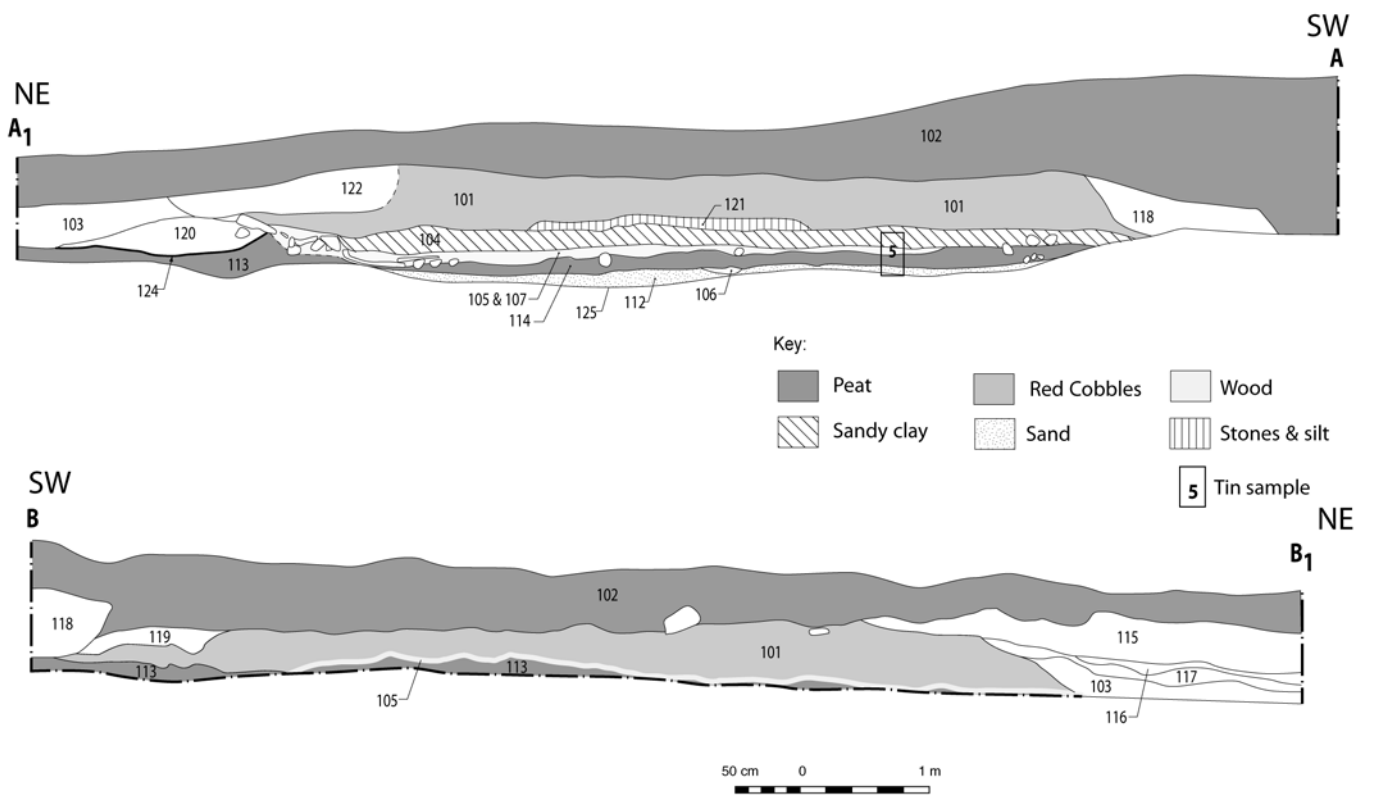 SW
A
NE
A1
102
122
101
101
103
121
118
120
104
5
113
124
105 & 107
114
125
112
106
Key:
Peat
Red Cobbles
Wood
Sandy clay
Sand
Stones & silt
5 Tin sample
SW
B
NE
B1
102
118
119
115
101
113
113
117
103
105
116
50 cm 0 1 m